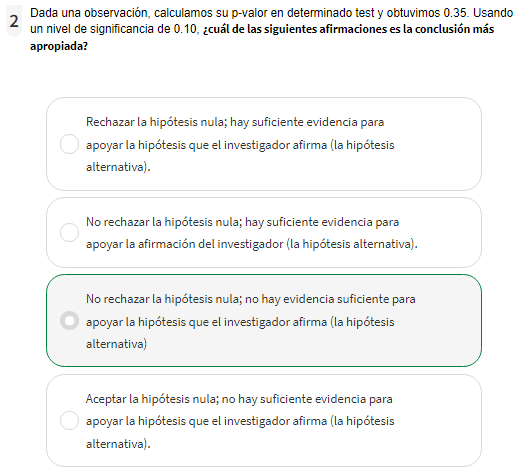 2
Dada una observación, calculamos su p-valor en determinado test y obtuvimos 0.35. Usando
un nivel de significancia de 0.10, ¿cuál de las siguientes afirmaciones es la conclusión más
apropiada?
Rechazar la hipótesis nula; hay suficiente evidencia para
apoyar la hipótesis que el investigador afirma (la hipótesis
alternativa).
No rechazar la hipótesis nula; hay suficiente evidencia para
apoyar la afirmación del investigador (la hipótesis alternativa).
No rechazar la hipótesis nula; no hay evidencia suficiente para
apoyar la hipótesis que el investigador afirma (la hipótesis
alternativa)
Aceptar la hipótesis nula; no hay suficiente evidencia para
apoyar la hipótesis que el investigador afirma (la hipótesis
alternativa).